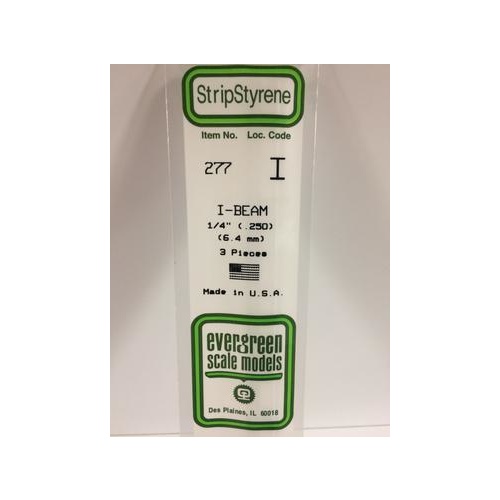 StripStyrene
Item No. Loc. Code
277 I
I-BEAM
1/4" (.250)
(6.4 mm)
3 Pieces
Made in U.S.A.
evergreen
scale models
Des Plaines, IL 60018